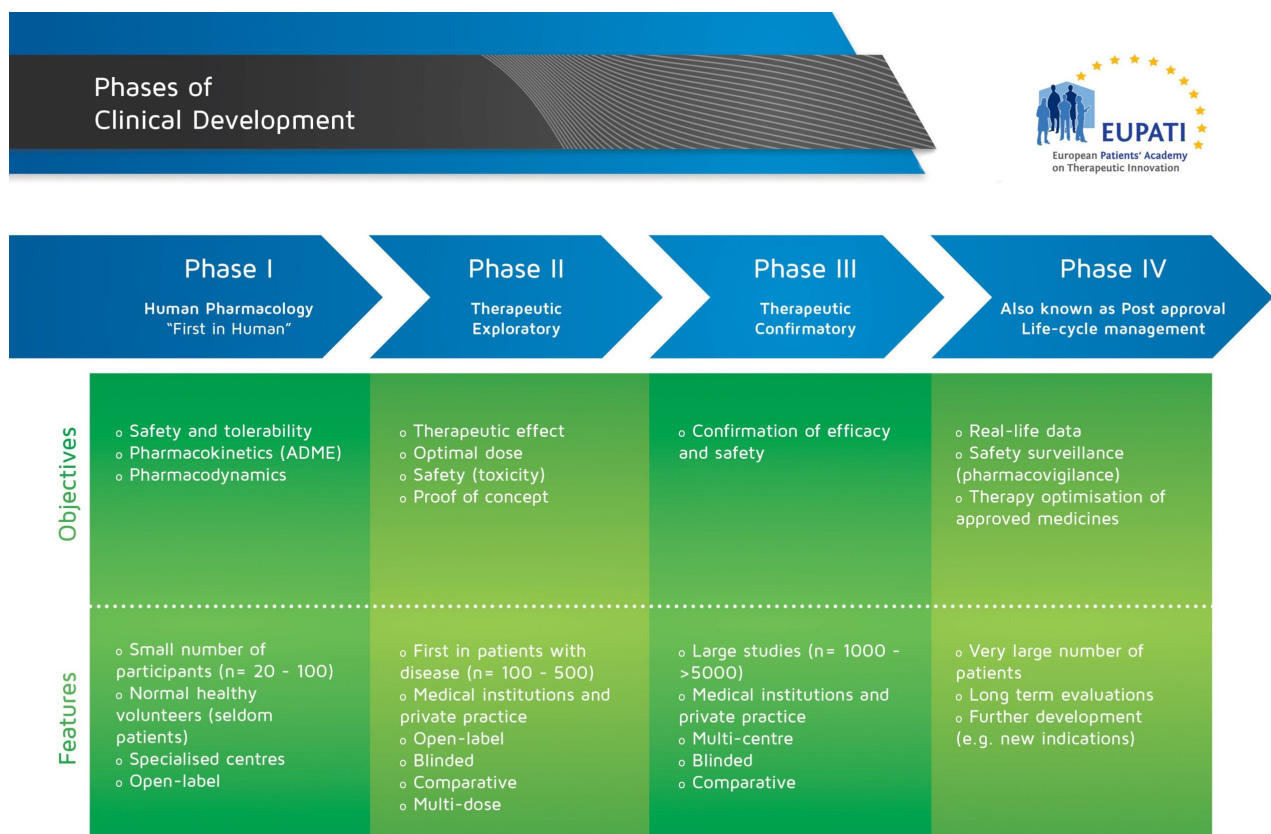 Phases of
Clinical Development
EUPATI
European Patients' Academy
on Therapeutic Innovation
Phase I
Human Pharmacology
"First in Human"
Phase II
Therapeutic
Exploratory
Phase III
Therapeutic
Confirmatory
Phase IV
Also known as Post approval
Life-cycle management
Objectives
o Safety and tolerability
o Pharmacokinetics (ADME)
o Pharmacodynamics
o Therapeutic effect
o Optimal dose
o Safety (toxicity)
o Proof of concept
o Confirmation of efficacy
and safety
o Real-life data
o Safety surveillance
(pharmacovigilance)
o Therapy optimisation of
approved medicines
Features
o Small number of
participants (n= 20 - 100)
o Normal healthy
volunteers (seldom
patients)
o Specialised centres
o Open-label
o First in patients with
disease (n= 100 - 500)
o Medical institutions and
private practice
o Open-label
o Blinded
o Comparative
o Multi-dose
o Large studies (n= 1000 -
>5000)
o Medical institutions and
private practice
o Multi-centre
o Blinded
o Comparative
o Very large number of
patients
o Long term evaluations
o Further development
(e.g. new indications)